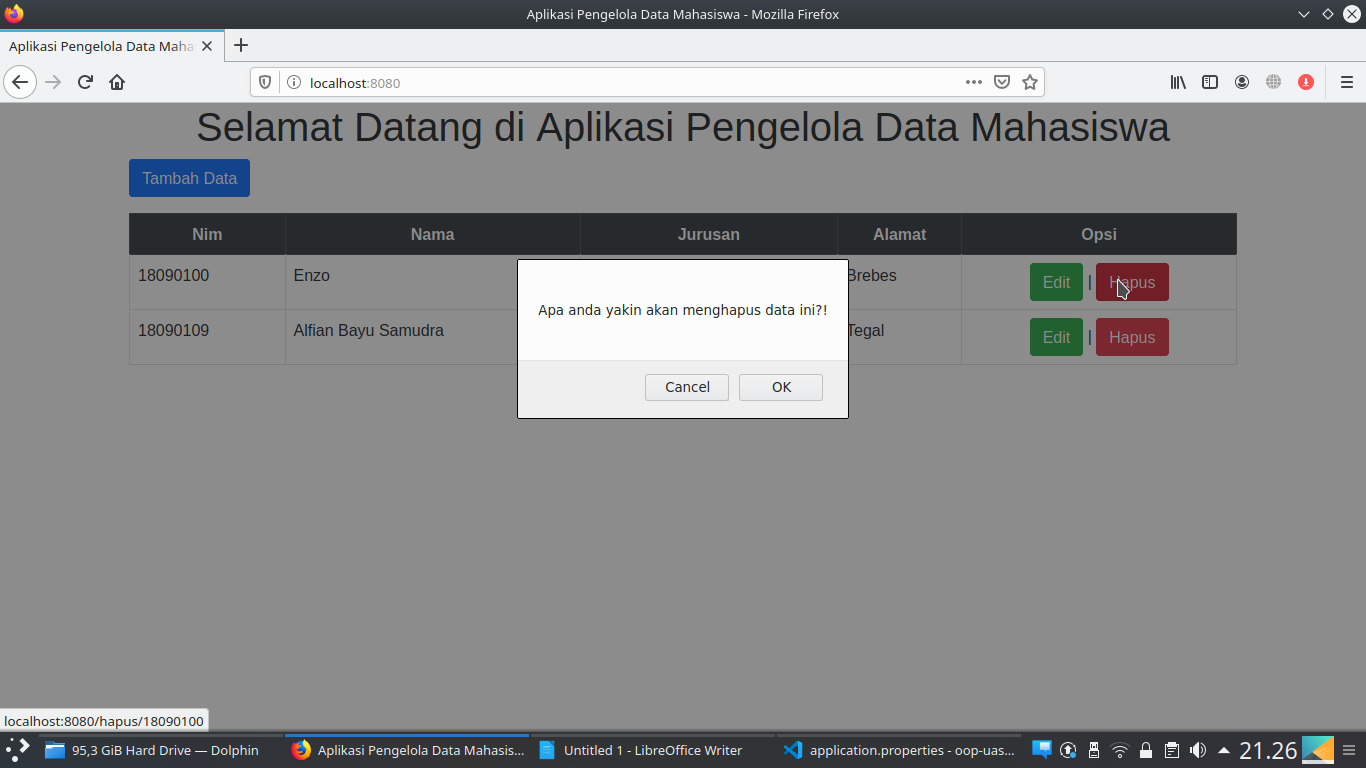 Aplikasi Pengelola Data Mahasiswa - Mozilla Firefox
Aplikasi Pengelola Data Maha
localhost:8080
Selamat Datang di Aplikasi Pengelola Data Mahasiswa
Tambah Data
Nim Nama Jurusan Alamat Opsi
18090100 Enzo Brebes Edit | Hapus
18090109 Alfian Bayu Samudra Tegal Edit | Hapus
Apa anda yakin akan menghapus data ini?!
Cancel OK
localhost:8080/hapus/18090100
95,3 GiB Hard Drive — Dolphin Aplikasi Pengelola Data Mahasis... Untitled 1 - LibreOffice Writer application.properties - oop-uas... 21.26